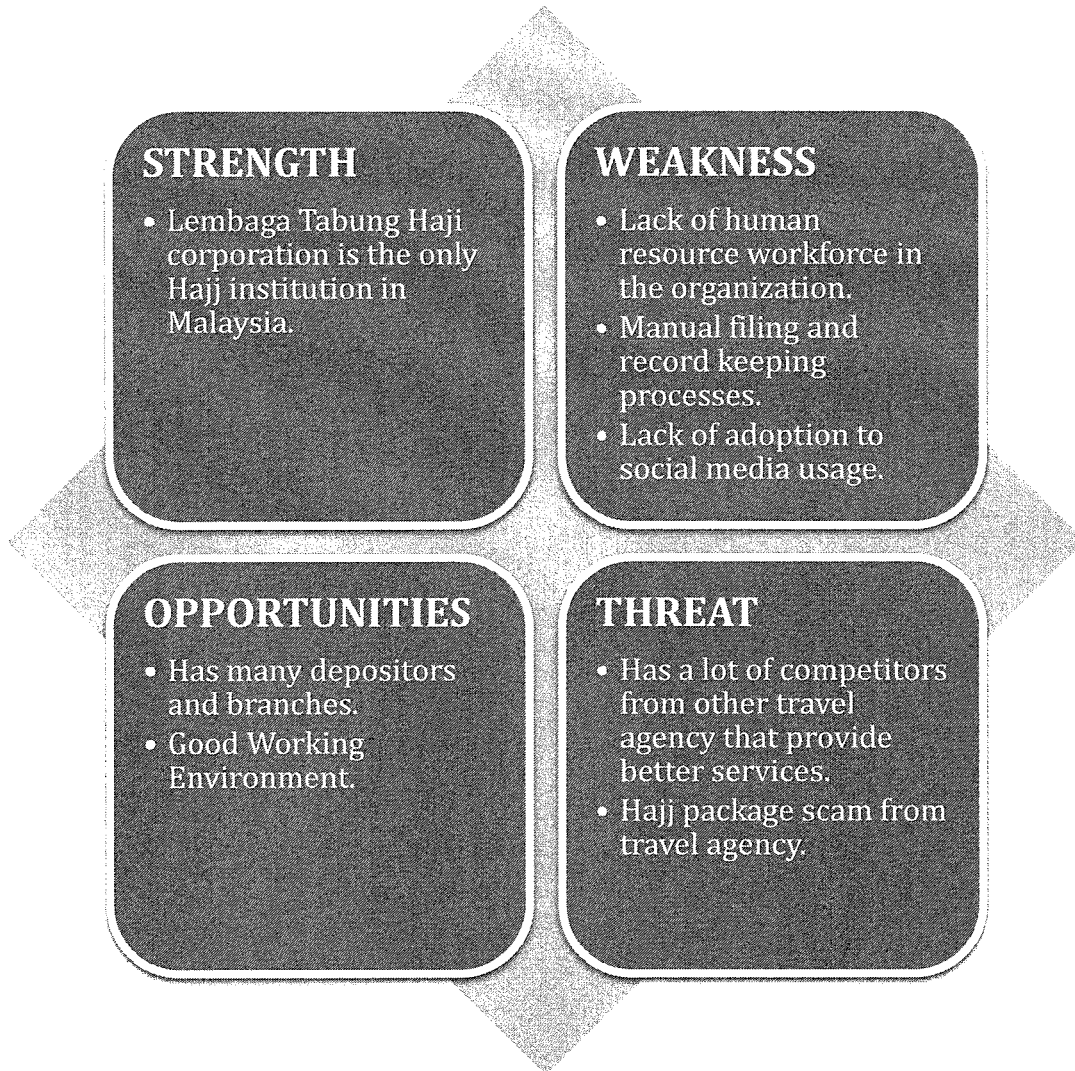 STRENGTH
• Lembaga Tabung Haji
corporation is the only
Hajj institution in
Malaysia.
WEAKNESS
• Lack of human
resource workforce in
the organization.
• Manual filing and
record keeping
processes.
• Lack of adoption to
social media usage.
OPPORTUNITIES
• Has many depositors
and branches.
• Good Working
Environment.
THREAT
• Has a lot of competitors
from other travel
agency that provide
better services.
• Hajj package scam from
travel agency.